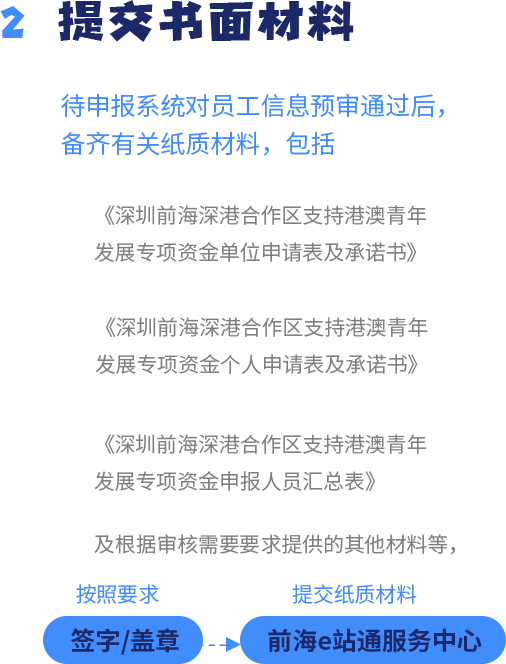 2 提交书面材料
待申报系统对员工信息预审通过后，
备齐有关纸质材料，包括
《深圳前海深港合作区支持港澳青年
发展专项资金单位申请表及承诺书》
《深圳前海深港合作区支持港澳青年
发展专项资金个人申请表及承诺书》
《深圳前海深港合作区支持港澳青年
发展专项资金申报人员汇总表》
及根据审核需要要求提供的其他材料等，
按照要求 提交纸质材料
签字/盖章 前海e站通服务中心